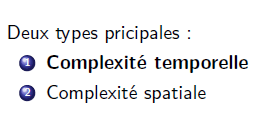 Deux types pricipales :
1 Complexité temporelle
2 Complexité spatiale